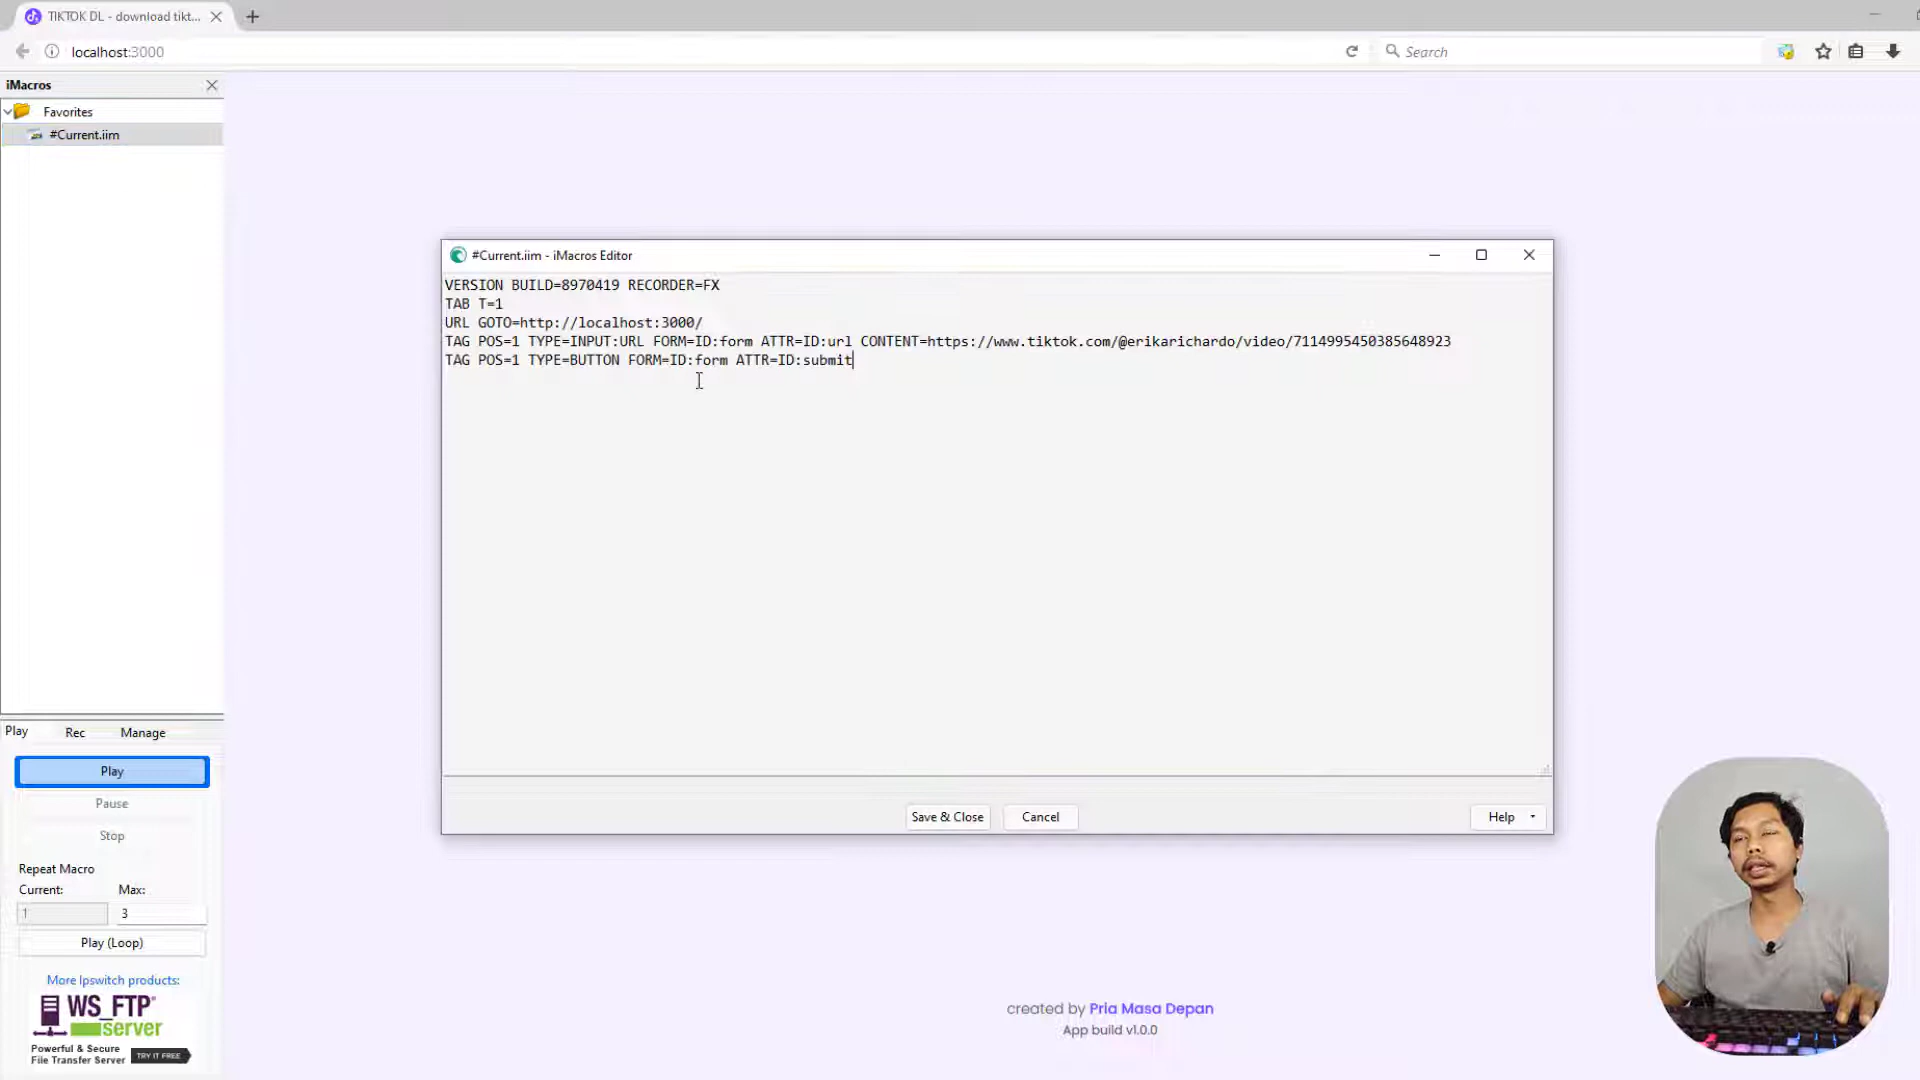 TIKTOK DL - download tikt...
localhost:3000
Search
iMacros
Favorites
#Current.iim
#Current.iim - iMacros Editor
VERSION BUILD=8970419 RECORDER=FX
TAB T=1
URL GOTO=http://localhost:3000/
TAG POS=1 TYPE=INPUT:URL FORM=ID:form ATTR=ID:url CONTENT=https://www.tiktok.com/@erikarichardo/video/7114995450385648923
TAG POS=1 TYPE=BUTTON FORM=ID:form ATTR=ID:submit
Save & Close
Cancel
Help
Play
Rec
Manage
Play
Pause
Stop
Repeat Macro
Current:
Max:
1
3
Play (Loop)
More Ipswitch products:
WS_FTP
server
Powerful & Secure
File Transfer Server
TRY IT FREE
created by Pria Masa Depan
App build v1.0.0